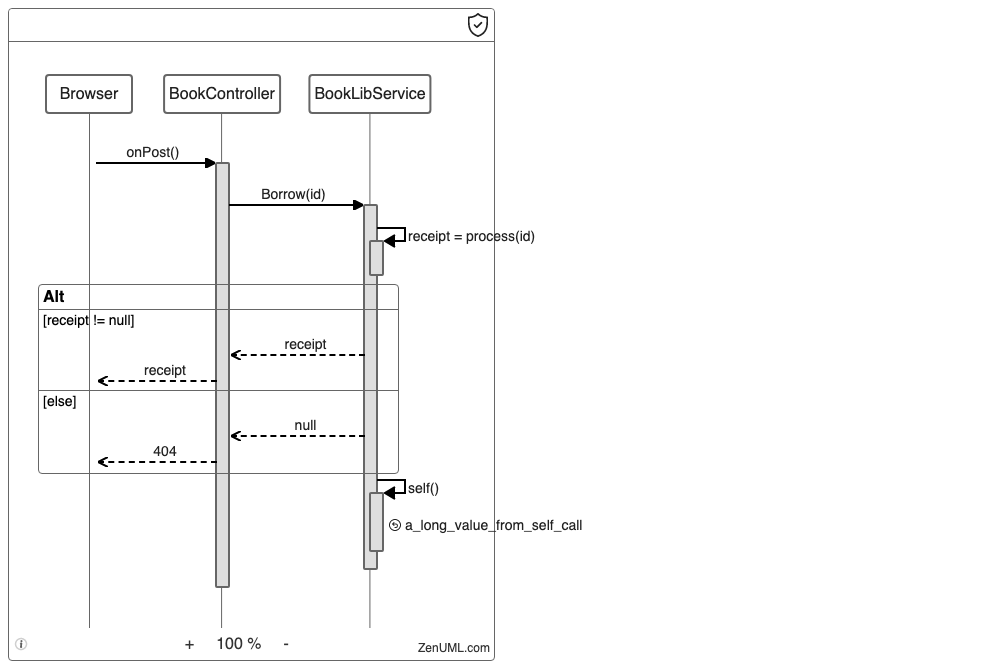 Browser
BookController
BookLibService
onPost()
Borrow(id)
receipt = process(id)
Alt
[receipt != null]
receipt
receipt
[else]
null
404
self()
a_long_value_from_self_call
+ 100 % -
ZenUML.com